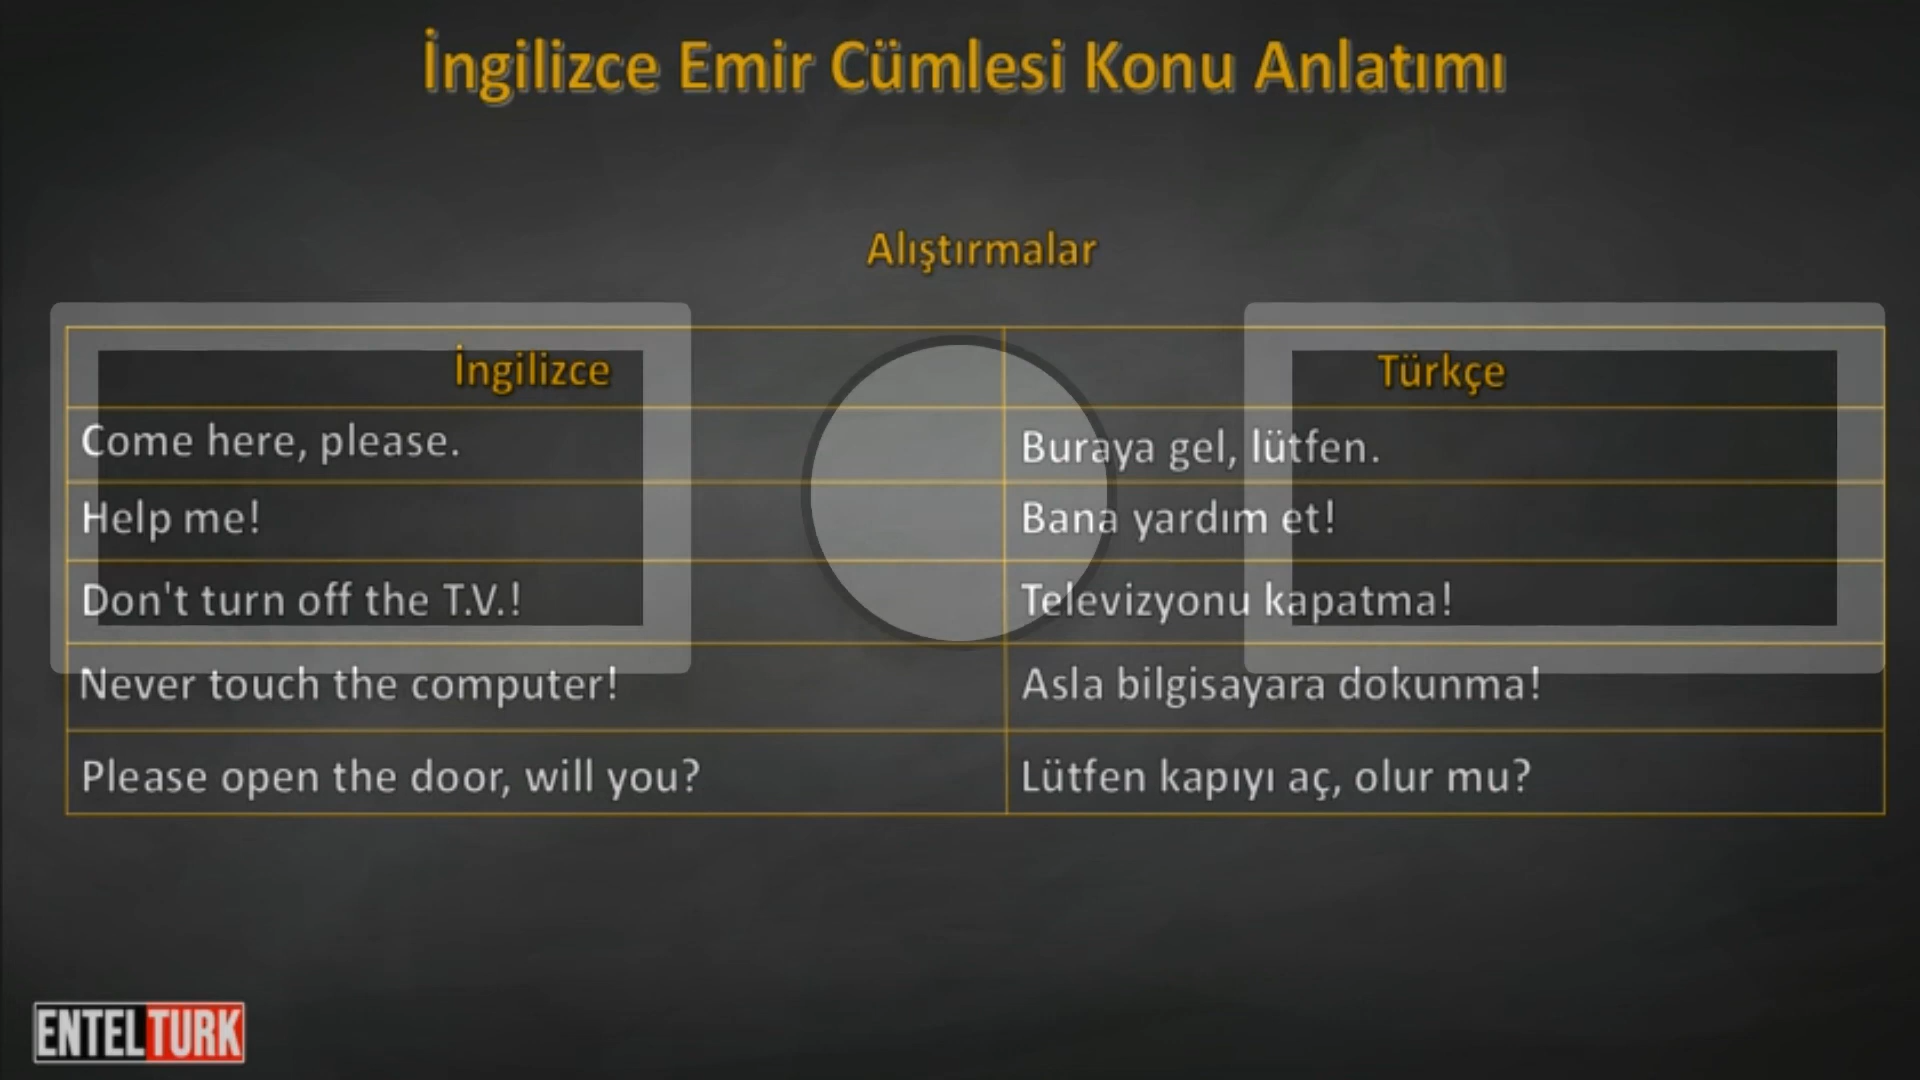 İngilizce Emir Cümlesi Konu Anlatımı
Alıştırmalar
İngilizce Türkçe
Come here, please. Buraya gel, lütfen.
Help me! Bana yardım et!
Don't turn off the T.V.! Televizyonu kapatma!
Never touch the computer! Asla bilgisayara dokunma!
Please open the door, will you? Lütfen kapıyı aç, olur mu?
ENTELTURK